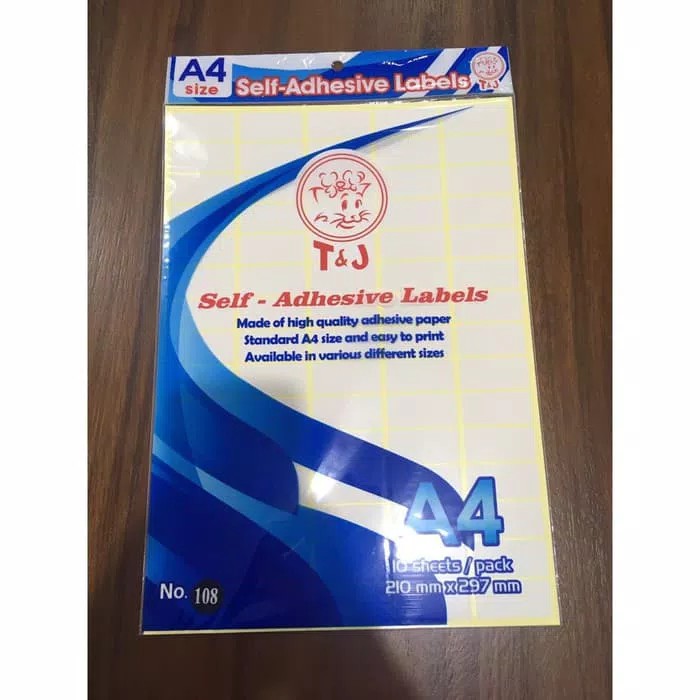 A4
size
Self-Adhesive Labels
T&J
T&J
Self - Adhesive Labels
Made of high quality adhesive paper
Standard A4 size and easy to print
Available in various different sizes
A4
10 sheets / pack
210 mm x 297 mm
No. 108